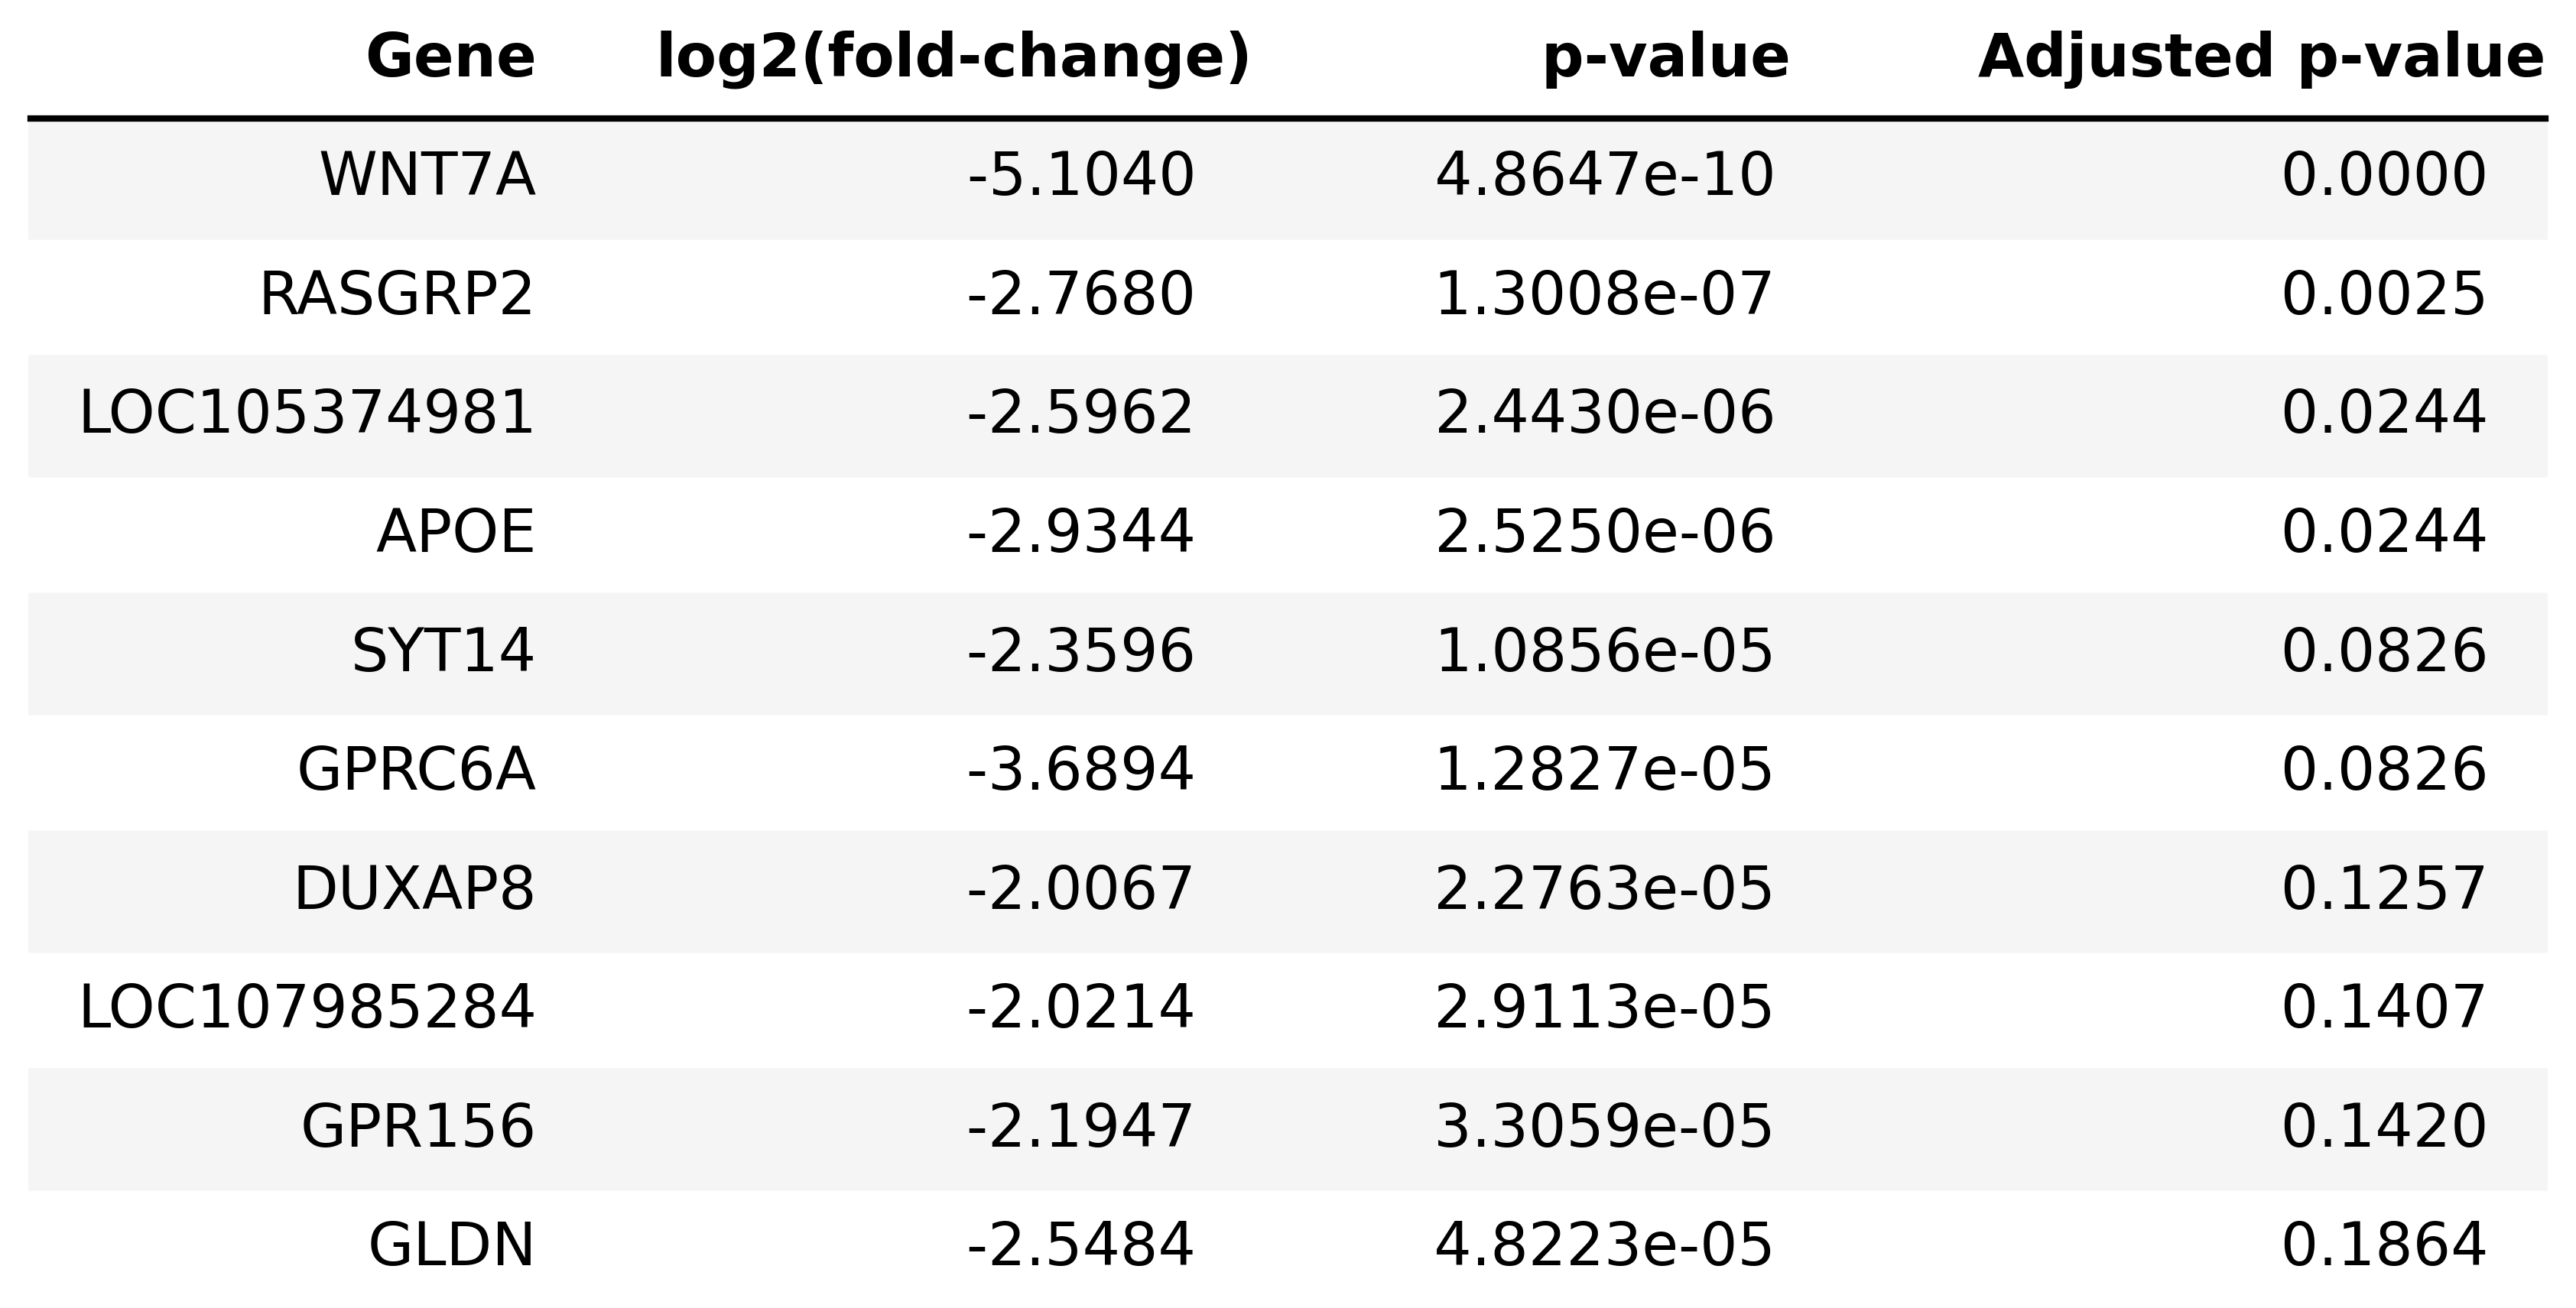 Gene log2(fold-change) p-value Adjusted p-value
WNT7A -5.1040 4.8647e-10 0.0000
RASGRP2 -2.7680 1.3008e-07 0.0025
LOC105374981 -2.5962 2.4430e-06 0.0244
APOE -2.9344 2.5250e-06 0.0244
SYT14 -2.3596 1.0856e-05 0.0826
GPRC6A -3.6894 1.2827e-05 0.0826
DUXAP8 -2.0067 2.2763e-05 0.1257
LOC107985284 -2.0214 2.9113e-05 0.1407
GPR156 -2.1947 3.3059e-05 0.1420
GLDN -2.5484 4.8223e-05 0.1864